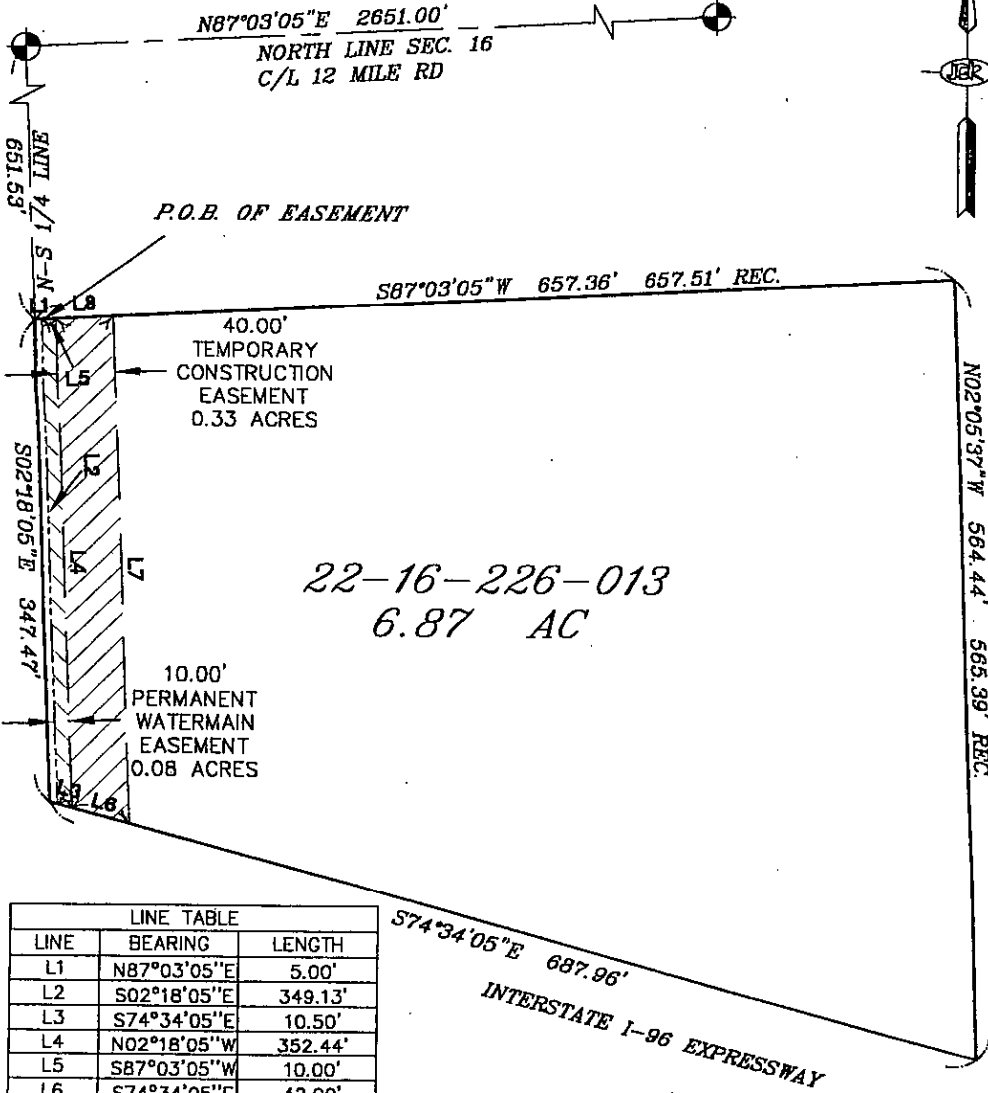 N87°03'05"E 2651.00'
NORTH LINE SEC. 16
C/L 12 MILE RD
N-S 1/4 LINE
651.53'
P.O.B. OF EASEMENT
S87°03'05"W 657.36' 657.51' REC.
L1 L8
40.00'
TEMPORARY
CONSTRUCTION
EASEMENT
0.33 ACRES
L5
L2
L4
L7
S02°18'05"E 347.47'
N02°05'37"W 564.44' 565.39' REC.
22-16-226-013
6.87 AC
10.00'
PERMANENT
WATERMAIN
EASEMENT
0.08 ACRES
L3 L6
S74°34'05"E 687.96'
INTERSTATE I-96 EXPRESSWAY
LINE TABLE
LINE BEARING LENGTH
L1 N87°03'05"E 5.00'
L2 S02°18'05"E 349.13'
L3 S74°34'05"E 10.50'
L4 N02°18'05"W 352.44'
L5 S87°03'05"W 10.00'
L6 S74°34'05"E